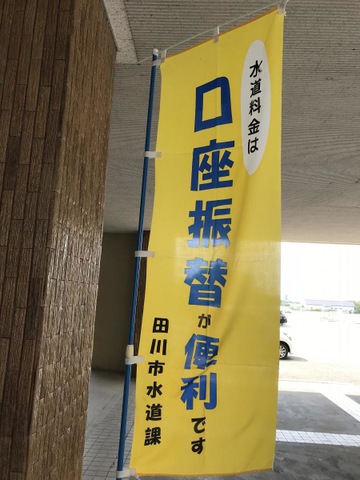 水道料金は
口座振替が便利です
田川市水道課